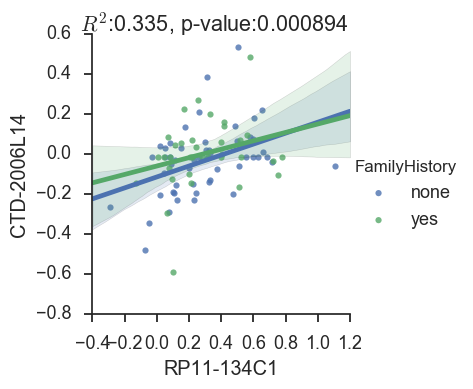 R²:0.335, p-value:0.000894
0.6
0.4
0.2
0.0
−0.2
−0.4
−0.6
−0.8
CTD-2006L14
FamilyHistory
none
yes
−0.4 −0.2 0.0 0.2 0.4 0.6 0.8 1.0 1.2
RP11-134C1